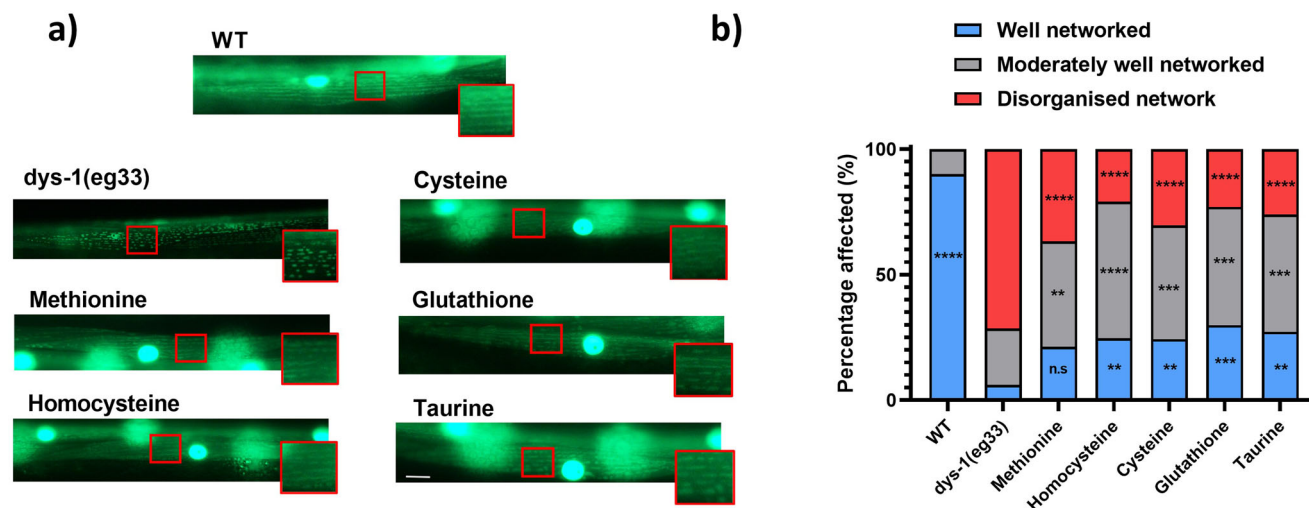 a)
WT
dys-1(eg33)
Cysteine
Methionine
Glutathione
Homocysteine
Taurine
b)
Well networked
Moderately well networked
Disorganised network
Percentage affected (%)
100
50
0
****
n.s
**
****
**
****
****
**
***
****
***
***
****
**
***
****
WT
dys-1(eg33)
Methionine
Homocysteine
Cysteine
Glutathione
Taurine